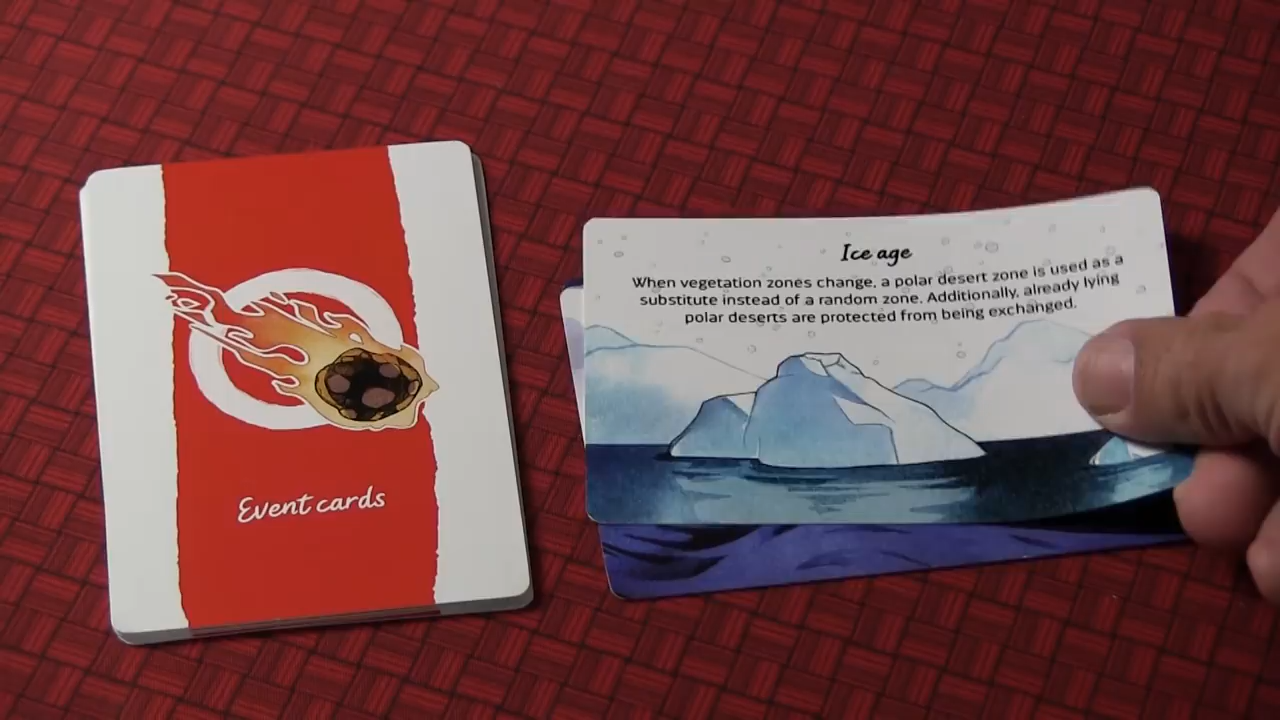 Event cards
Ice age
When vegetation zones change, a polar desert zone is used as a
substitute instead of a random zone. Additionally, already lying
polar deserts are protected from being exchanged.